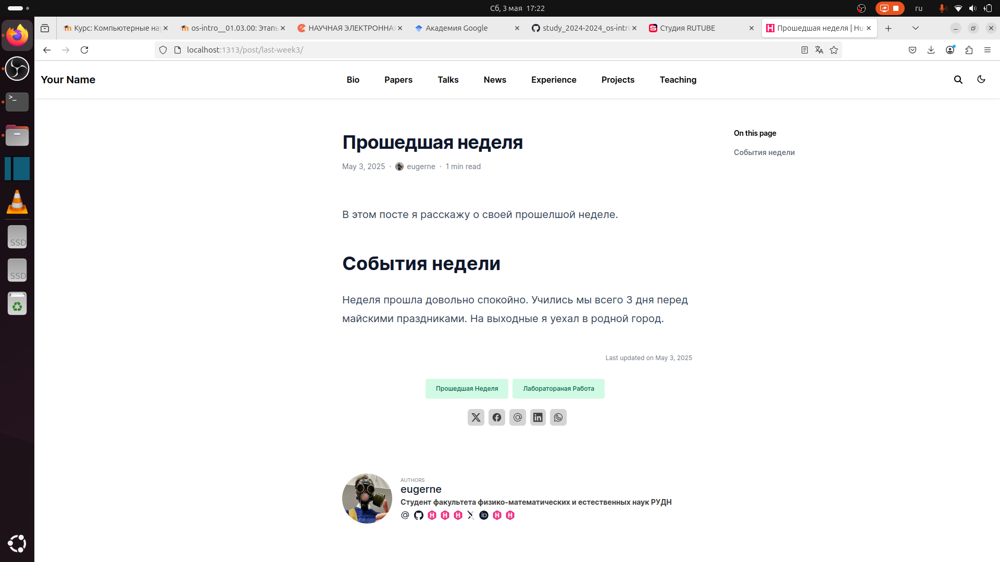 Сб, 3 мая 17:22
ru
Курс: Компьютерные на
os-intro__01.03.00: Этап
НАУЧНАЯ ЭЛЕКТРОННА
Академия Google
study_2024-2024_os-intr
Студия RUTUBE
Прошедшая неделя | Hu
localhost:1313/post/last-week3/
Your Name
Bio
Papers
Talks
News
Experience
Projects
Teaching
Прошедшая неделя
May 3, 2025 · eugerne · 1 min read
On this page
События недели
В этом посте я расскажу о своей прошелшой неделе.
События недели
Неделя прошла довольно спокойно. Учились мы всего 3 дня перед
майскими праздниками. На выходные я уехал в родной город.
Last updated on May 3, 2025
Прошедшая Неделя
Лабоratorаная Работа
AUTHORS
eugerne
Студент факультета физико-математических и естественных наук РУДН
SSD
SSD